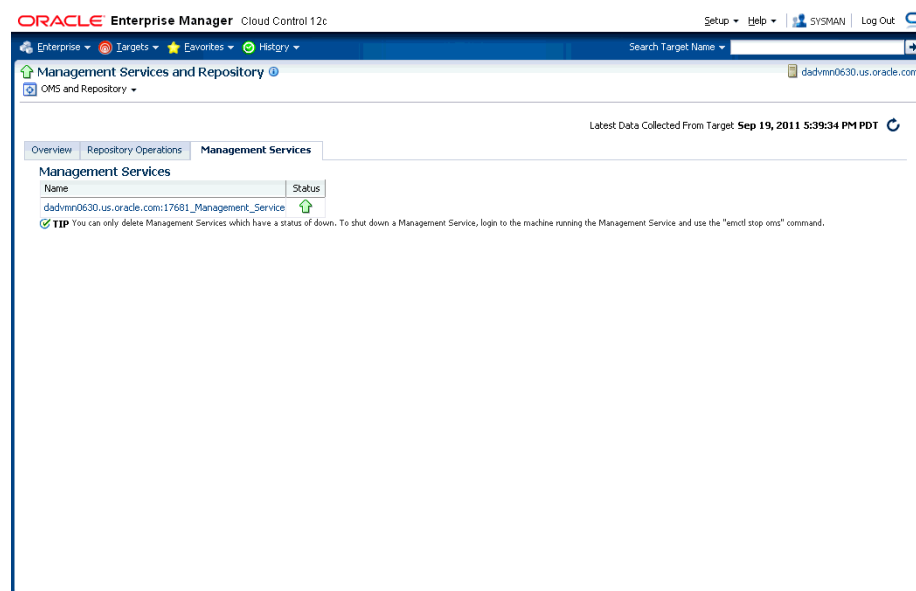 ORACLE Enterprise Manager Cloud Control 12c
Setup Help SYSMAN Log Out
Enterprise Targets Favorites History Search Target Name
Management Services and Repository
dadvmn0630.us.oracle.com
OMS and Repository
Latest Data Collected From Target Sep 19, 2011 5:39:34 PM PDT
Overview Repository Operations Management Services
Management Services
Name Status
dadvmn0630.us.oracle.com:17681_Management_Service
TIP You can only delete Management Services which have a status of down. To shut down a Management Service, login to the machine running the Management Service and use the "emctl stop oms" command.